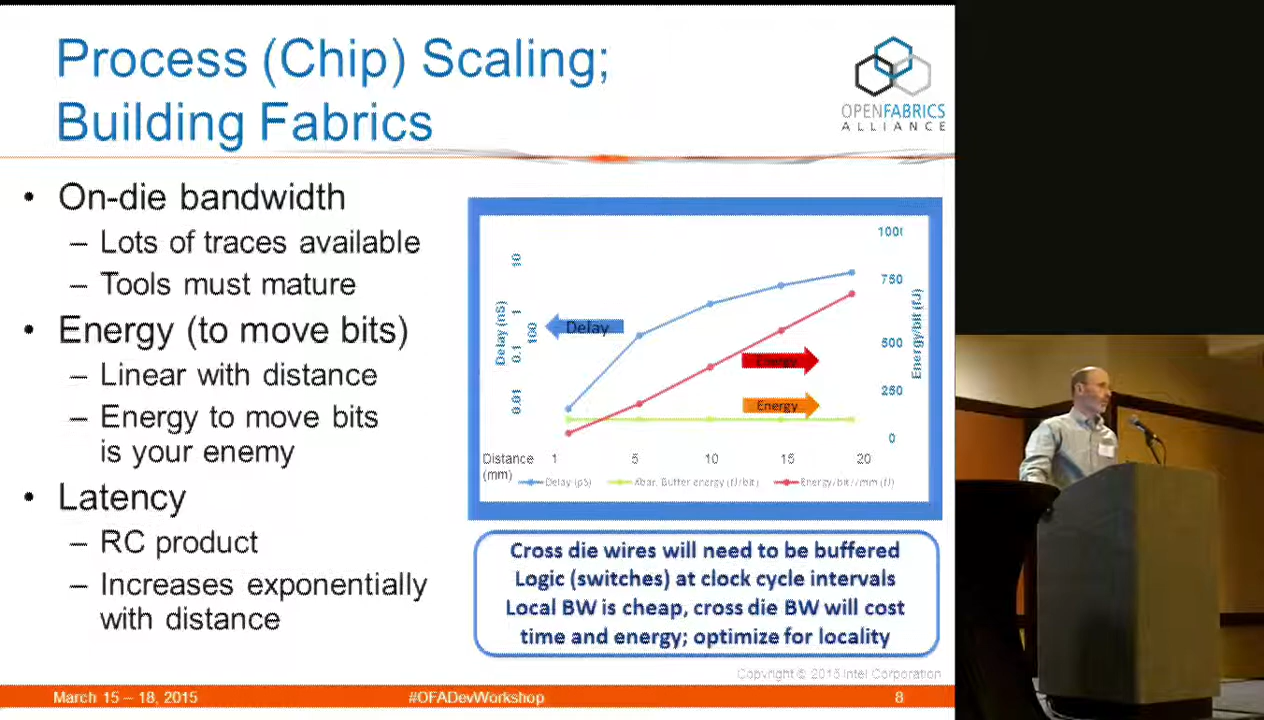 Process (Chip) Scaling;
Building Fabrics
OPENFABRICS
ALLIANCE
• On-die bandwidth
– Lots of traces available
– Tools must mature
• Energy (to move bits)
– Linear with distance
– Energy to move bits
is your enemy
• Latency
– RC product
– Increases exponentially
with distance
Delay (nS)
0.01 0.1 1 10
100
Delay
Energy
Energy
1000
750
500
250
0
Energy/bit (fJ)
Distance
(mm)
1 5 10 15 20
Delay (pS) Xbar. Buffer energy (fJ/bit) Energy/bit//mm (fJ)
Cross die wires will need to be buffered
Logic (switches) at clock cycle intervals
Local BW is cheap, cross die BW will cost
time and energy; optimize for locality
Copyright © 2015 Intel Corporation
March 15 – 18, 2015 #OFADevWorkshop 8